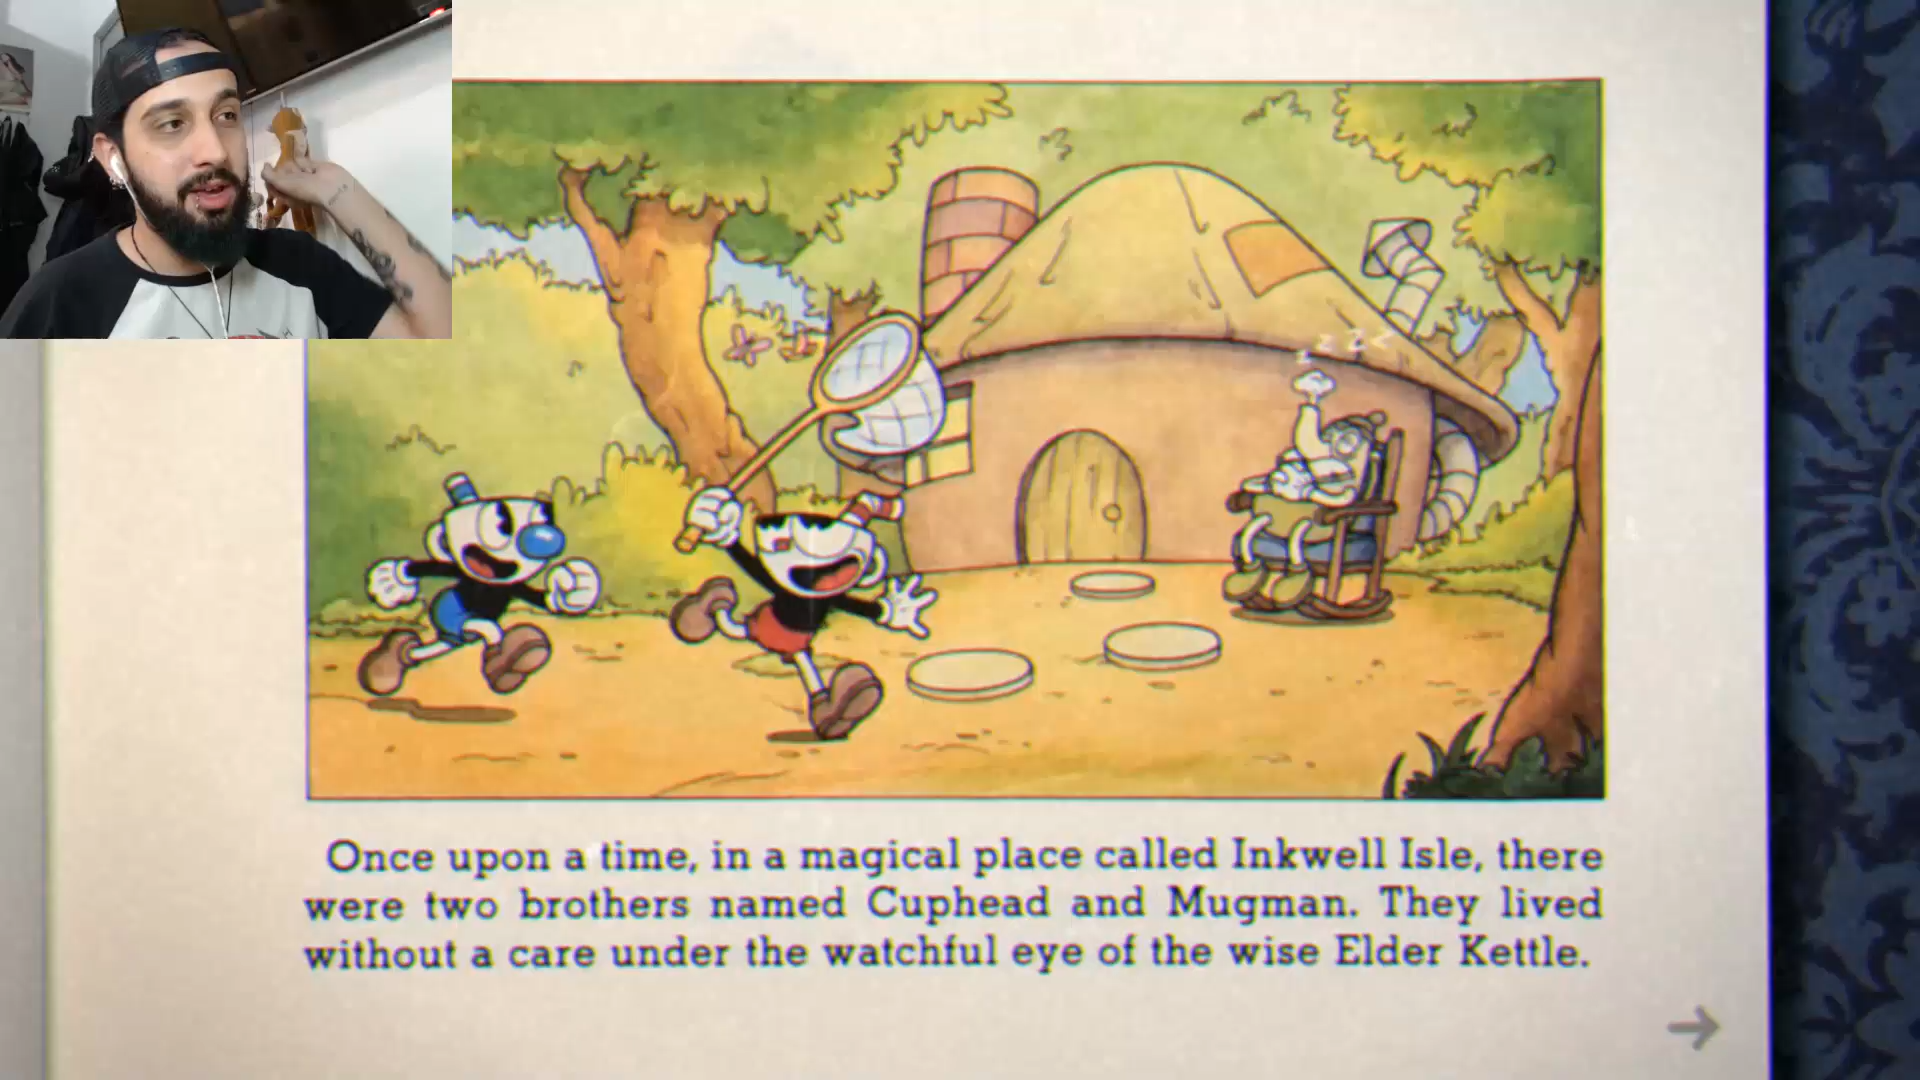 z z z z
Once upon a time, in a magical place called Inkwell Isle, there
were two brothers named Cuphead and Mugman. They lived
without a care under the watchful eye of the wise Elder Kettle.